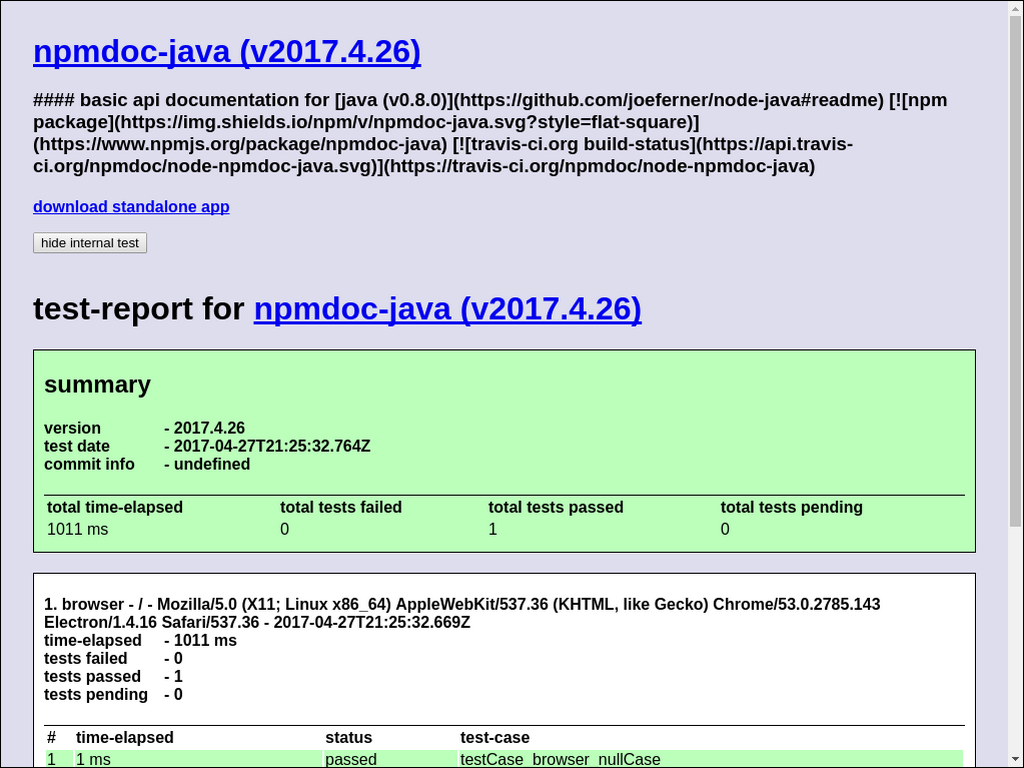 npmdoc-java (v2017.4.26)
#### basic api documentation for [java (v0.8.0)](https://github.com/joeferner/node-java#readme) [![npm
package](https://img.shields.io/npm/v/npmdoc-java.svg?style=flat-square)]
(https://www.npmjs.org/package/npmdoc-java) [![travis-ci.org build-status](https://api.travis-
ci.org/npmdoc/node-npmdoc-java.svg)](https://travis-ci.org/npmdoc/node-npmdoc-java)
download standalone app
hide internal test
test-report for npmdoc-java (v2017.4.26)
summary
version - 2017.4.26
test date - 2017-04-27T21:25:32.764Z
commit info - undefined
total time-elapsed total tests failed total tests passed total tests pending
1011 ms 0 1 0
1. browser - / - Mozilla/5.0 (X11; Linux x86_64) AppleWebKit/537.36 (KHTML, like Gecko) Chrome/53.0.2785.143
Electron/1.4.16 Safari/537.36 - 2017-04-27T21:25:32.669Z
time-elapsed - 1011 ms
tests failed - 0
tests passed - 1
tests pending - 0
# time-elapsed status test-case
1 1 ms passed testCase_browser_nullCase